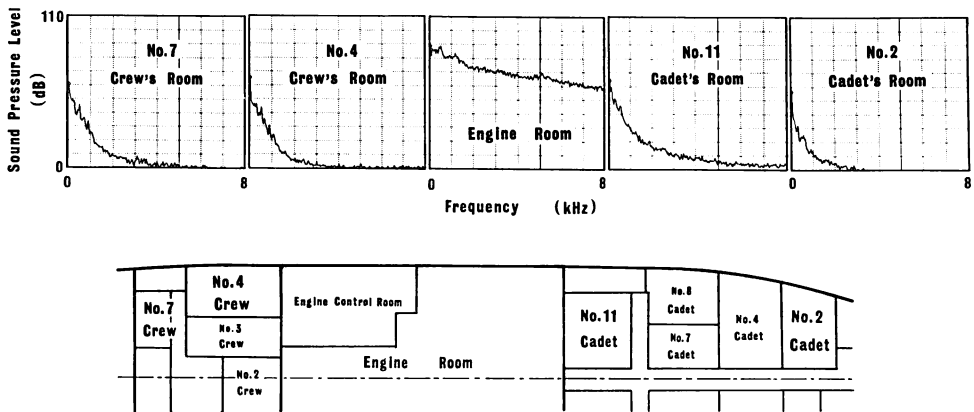 Sound Pressure Level
(dB)
110
0
No.7
Crew's Room
No.4
Crew's Room
Engine Room
No.11
Cadet's Room
No.2
Cadet's Room
0
8
0
8
0
8
0
8
Frequency (kHz)
No.7
Crew
No.4
Crew
No.3
Crew
No.2
Crew
Engine Control Room
Engine Room
No.11
Cadet
No.8
Cadet
No.7
Cadet
No.4
Cadet
No.2
Cadet